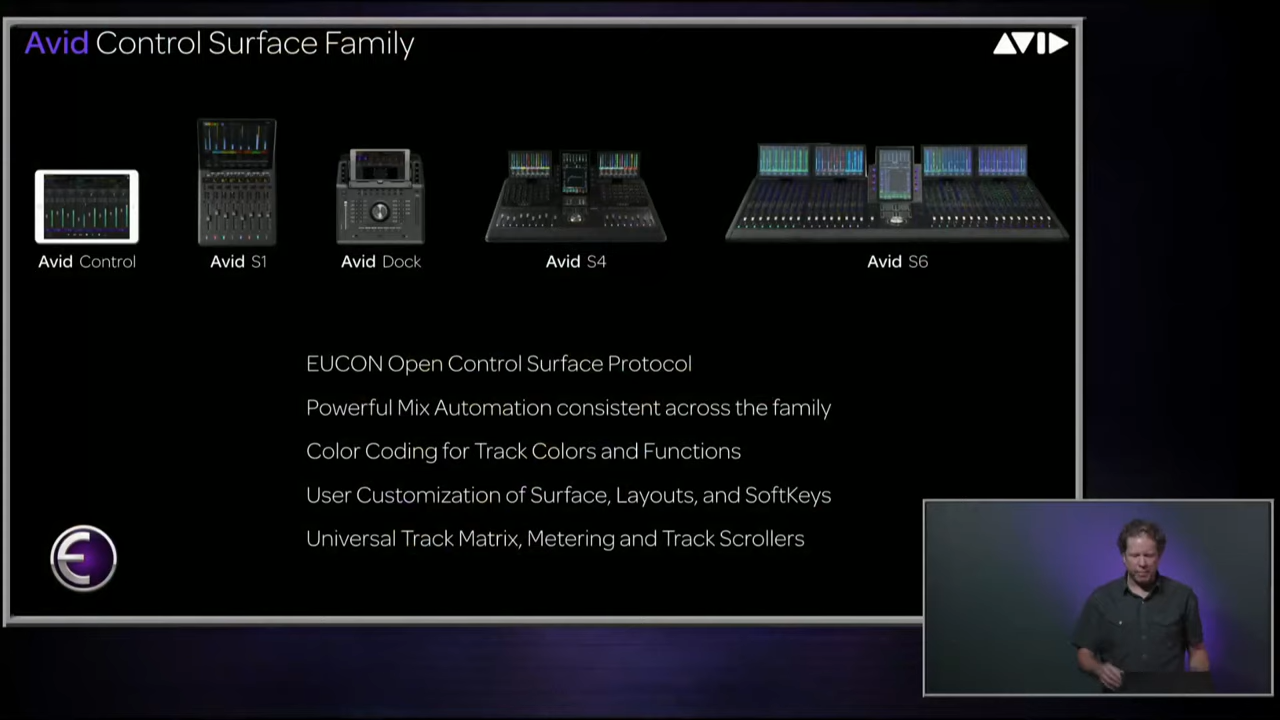 Avid Control Surface Family
AVID
Avid Control
Avid S1
Avid Dock
Avid S4
Avid S6
EUCON Open Control Surface Protocol
Powerful Mix Automation consistent across the family
Color Coding for Track Colors and Functions
User Customization of Surface, Layouts, and SoftKeys
Universal Track Matrix, Metering and Track Scrollers